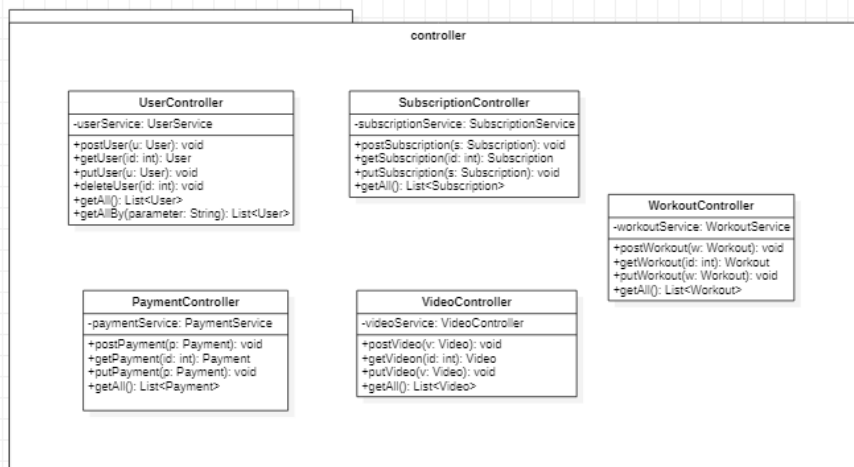 controller
UserController
-userService: UserService
+postUser(u: User): void
+getUser(id: int): User
+putUser(u: User): void
+deleteUser(id: int): void
+getAll(): List<User>
+getAllBy(parameter: String): List<User>
SubscriptionController
-subscriptionService: SubscriptionService
+postSubscription(s: Subscription): void
+getSubscription(id: int): Subscription
+putSubscription(s: Subscription): void
+getAll(): List<Subscription>
WorkoutController
-workoutService: WorkoutService
+postWorkout(w: Workout): void
+getWorkout(id: int): Workout
+putWorkout(w: Workout): void
+getAll(): List<Workout>
PaymentController
-paymentService: PaymentService
+postPayment(p: Payment): void
+getPayment(id: int): Payment
+putPayment(p: Payment): void
+getAll(): List<Payment>
VideoController
-videoService: VideoController
+postVideo(v: Video): void
+getVideon(id: int): Video
+putVideo(v: Video): void
+getAll(): List<Video>